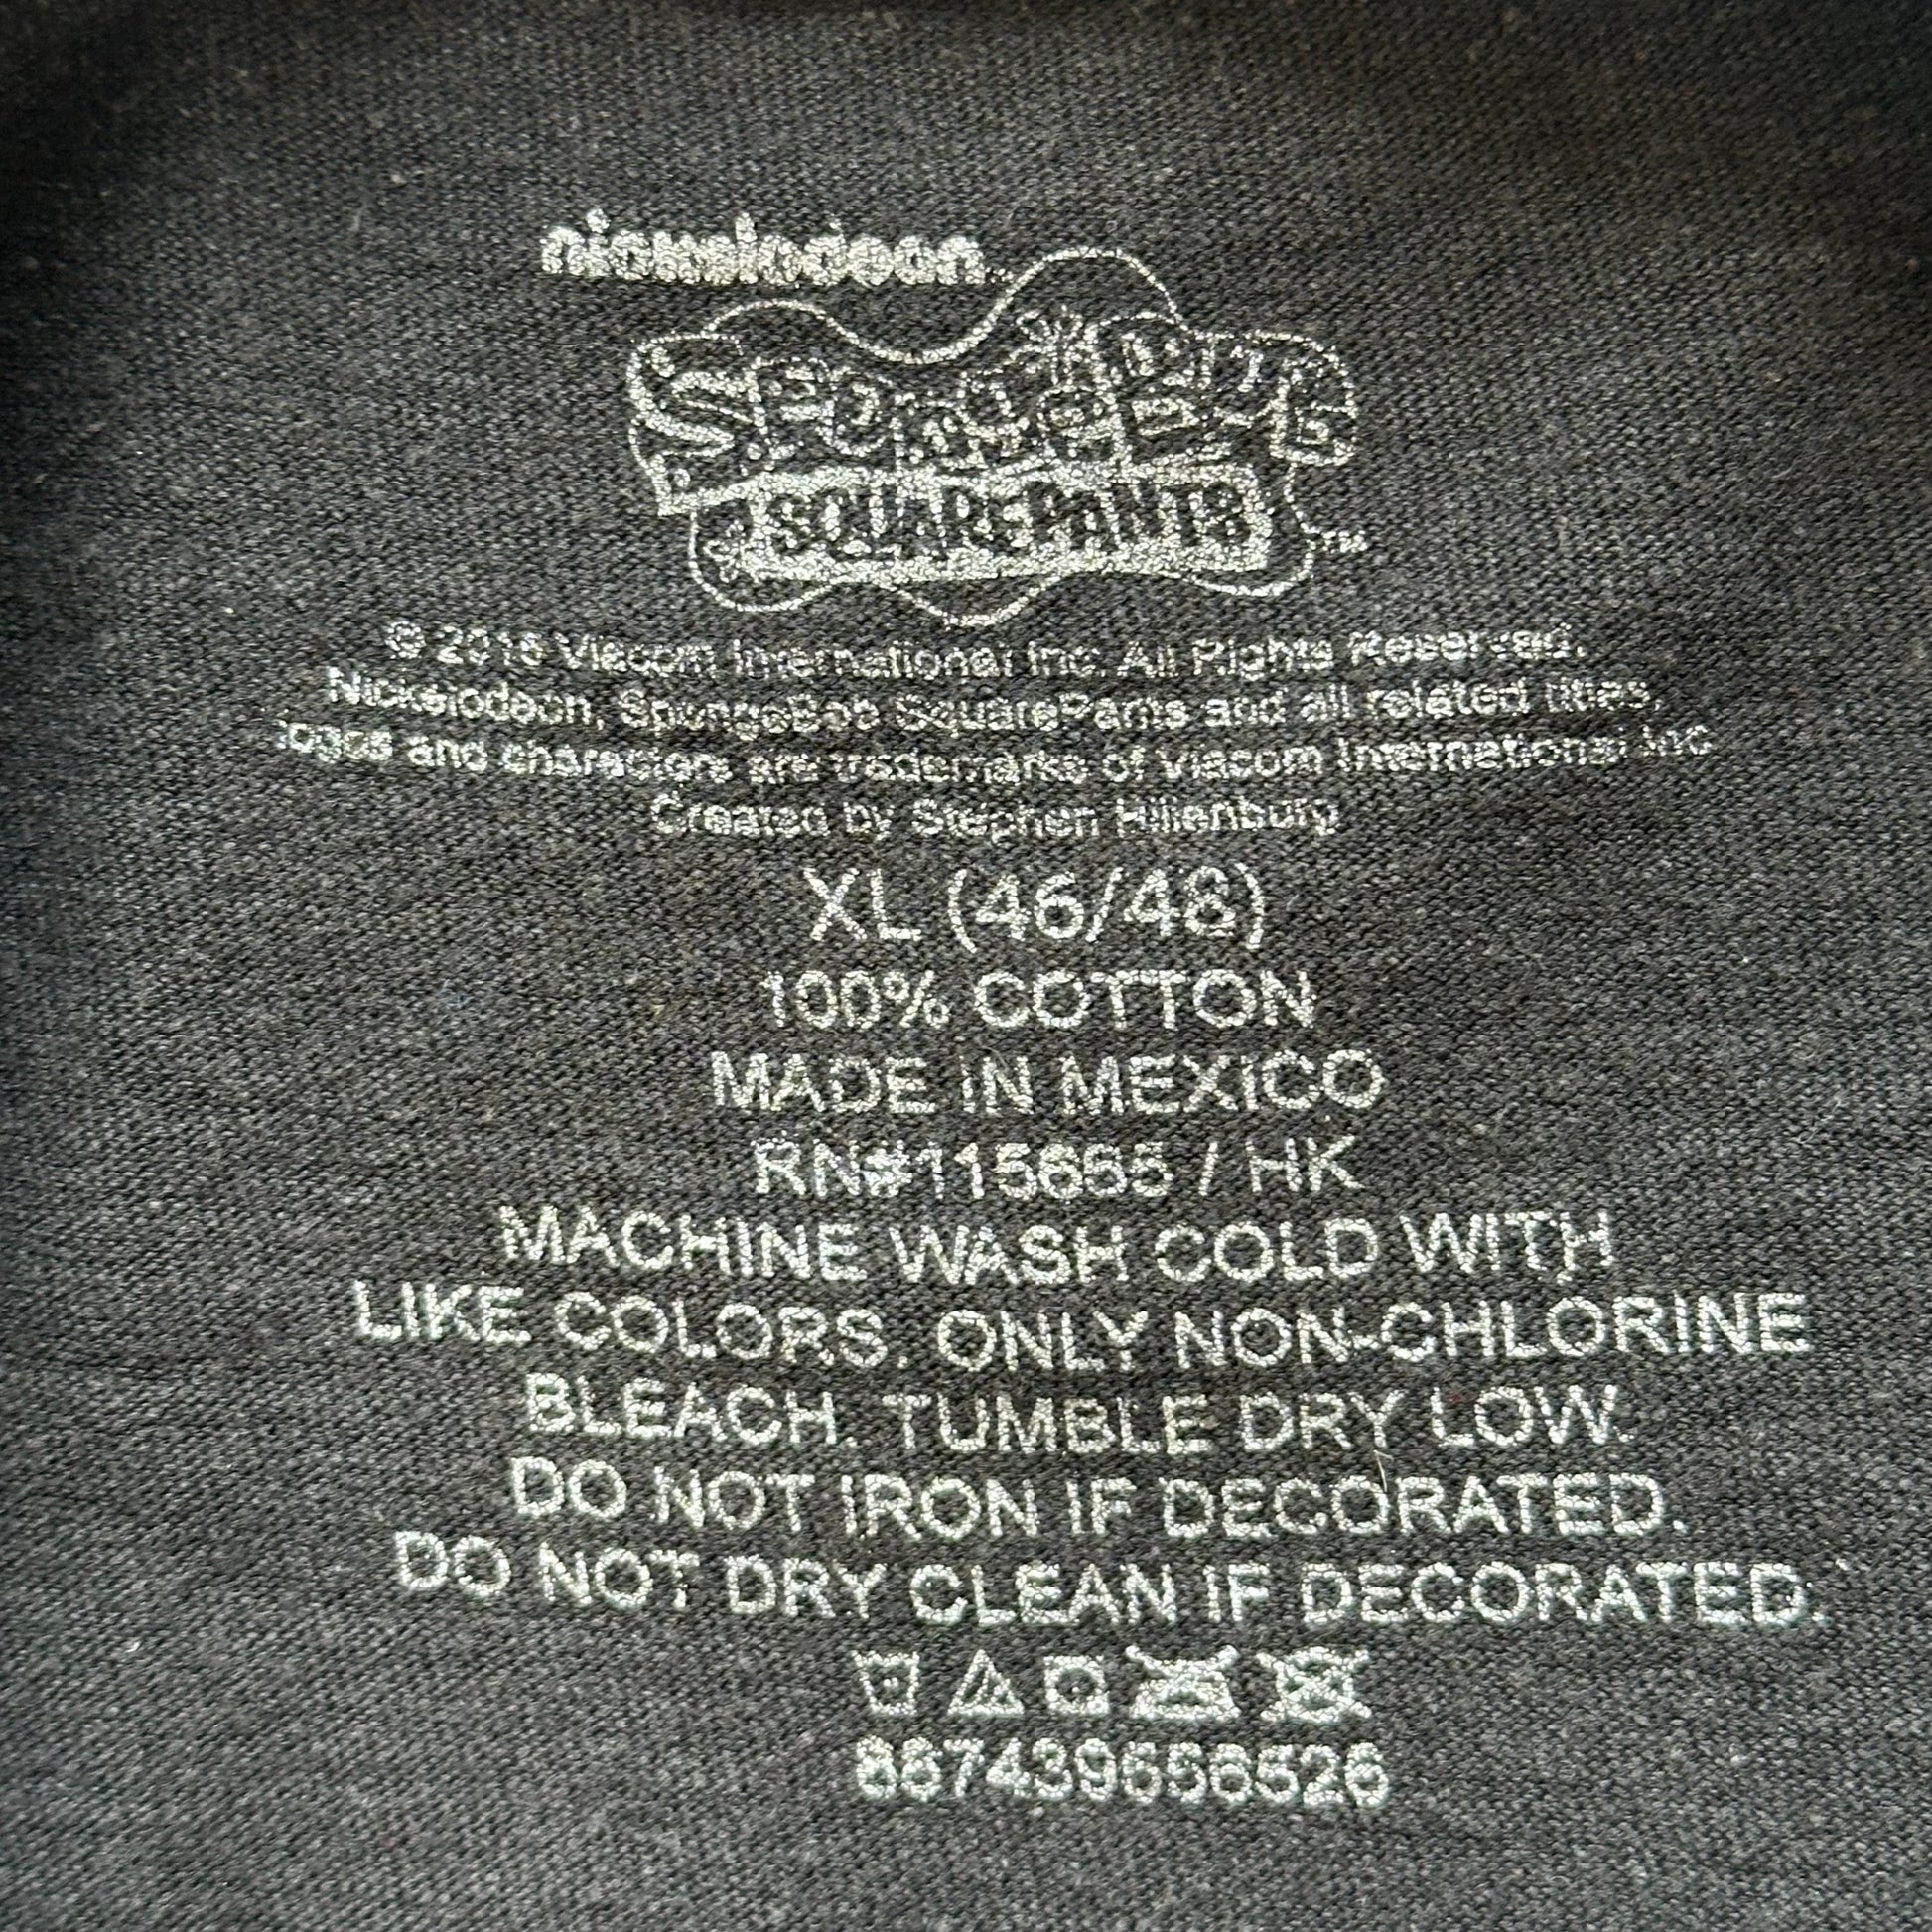 nickelodeon
SPONGEBOB
SQUAREPANTS™
© 2015 Viacom International Inc. All Rights Reserved.
Nickelodeon, SpongeBob SquarePants and all related titles,
logos and characters are trademarks of Viacom International Inc.
Created by Stephen Hillenburg
XL (46/48)
100% COTTON
MADE IN MEXICO
RN#115655 / HK
MACHINE WASH COLD WITH
LIKE COLORS. ONLY NON-CHLORINE
BLEACH. TUMBLE DRY LOW.
DO NOT IRON IF DECORATED.
DO NOT DRY CLEAN IF DECORATED.